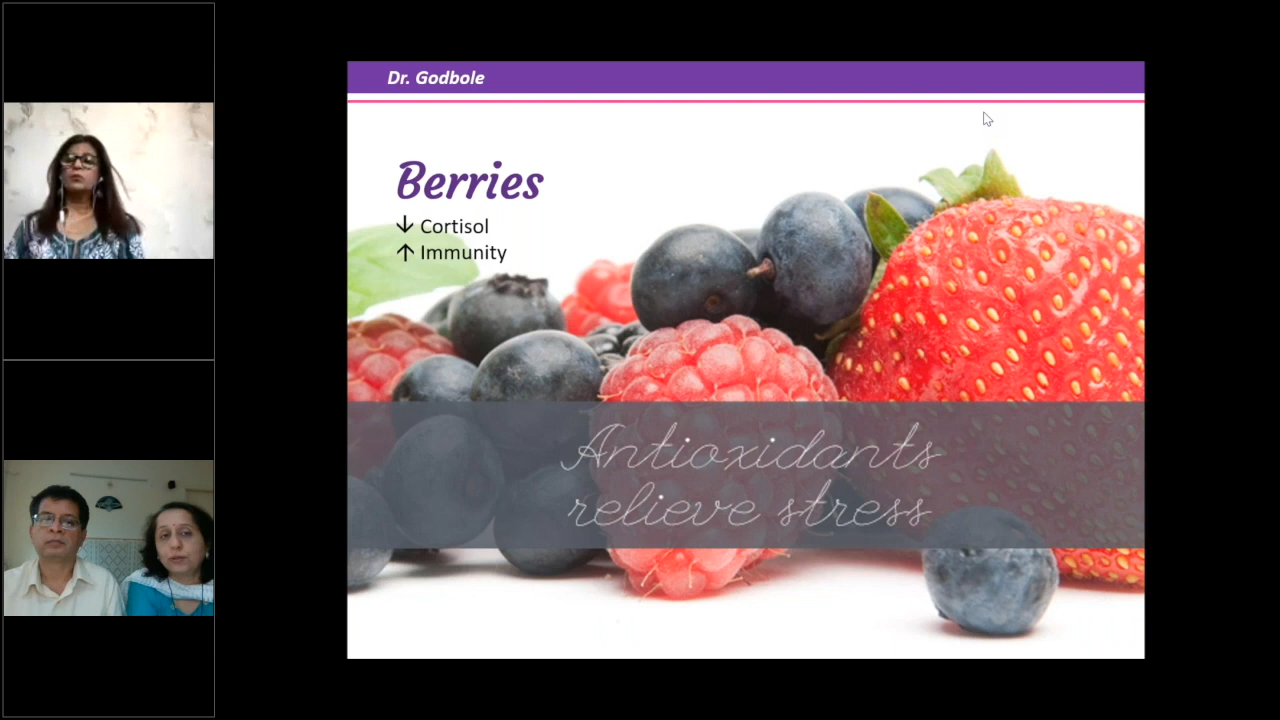 Dr. Godbole
Berries
↓ Cortisol
↑ Immunity
Antioxidants
relieve stress